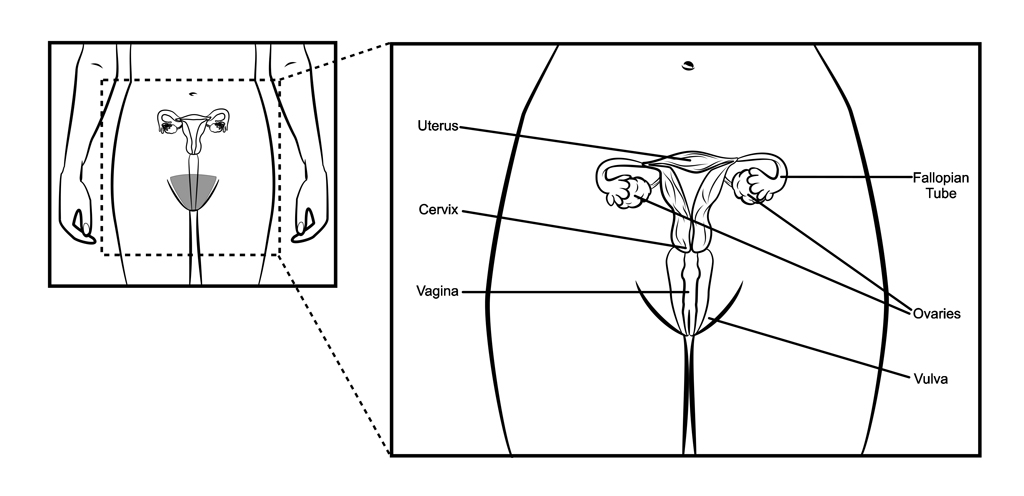 Uterus
Cervix
Vagina
Fallopian
Tube
Ovaries
Vulva